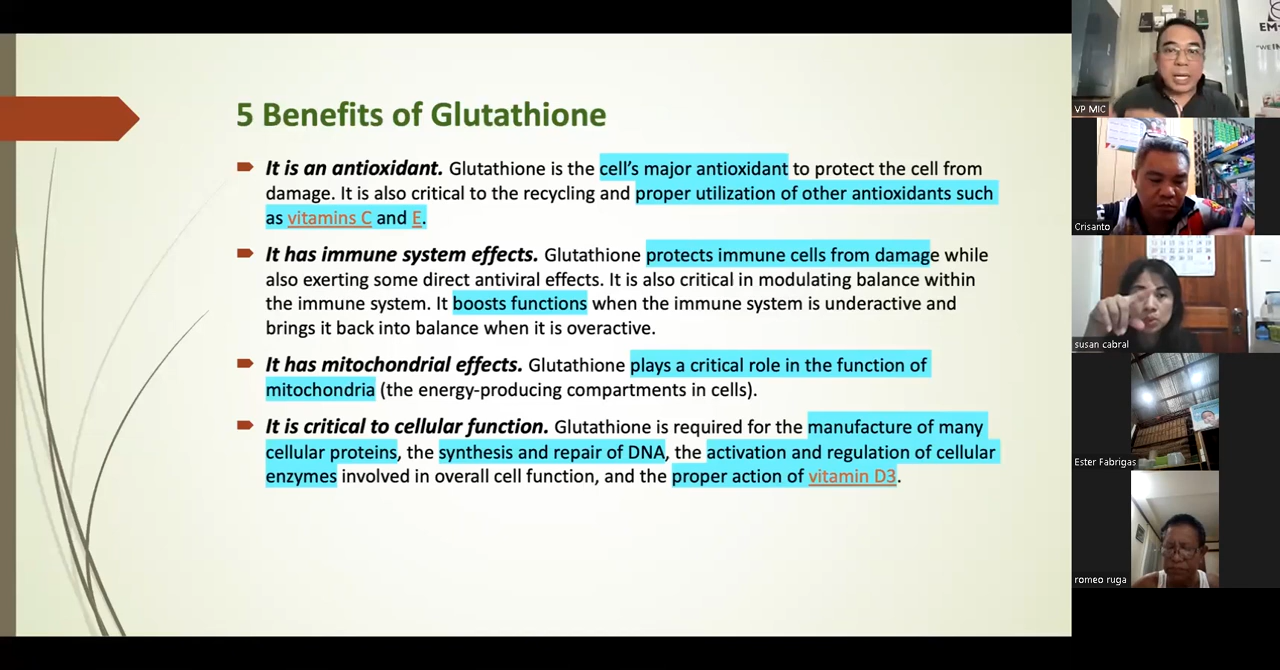 5 Benefits of Glutathione
It is an antioxidant. Glutathione is the cell's major antioxidant to protect the cell from
damage. It is also critical to the recycling and proper utilization of other antioxidants such
as vitamins C and E.
It has immune system effects. Glutathione protects immune cells from damage while
also exerting some direct antiviral effects. It is also critical in modulating balance within
the immune system. It boosts functions when the immune system is underactive and
brings it back into balance when it is overactive.
It has mitochondrial effects. Glutathione plays a critical role in the function of
mitochondria (the energy-producing compartments in cells).
It is critical to cellular function. Glutathione is required for the manufacture of many
cellular proteins, the synthesis and repair of DNA, the activation and regulation of cellular
enzymes involved in overall cell function, and the proper action of vitamin D3.
VP MIC
Crisanto
susan cabral
Ester Fabrigas
romeo ruga